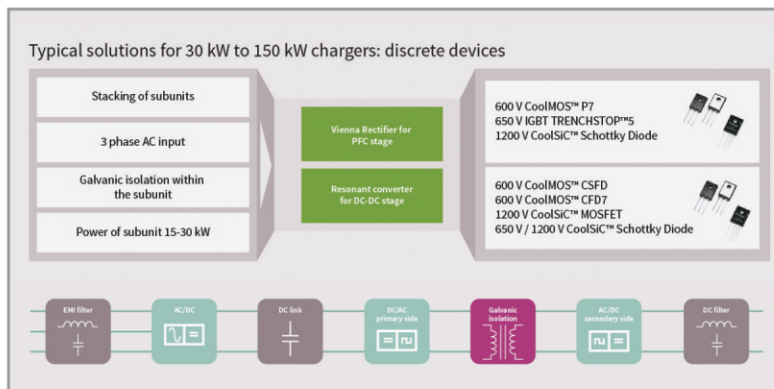 Typical solutions for 30 kW to 150 kW chargers: discrete devices
Stacking of subunits
3 phase AC input
Galvanic isolation within
the subunit
Power of subunit 15-30 kW
Vienna Rectifier for
PFC stage
Resonant converter
for DC-DC stage
600 V CoolMOS™ P7
650 V IGBT TRENCHSTOP™5
1200 V CoolSiC™ Schottky Diode
600 V CoolMOS™ CSFD
600 V CoolMOS™ CFD7
1200 V CoolSiC™ MOSFET
650 V / 1200 V CoolSiC™ Schottky Diode
EMI filter
AC/DC
DC link
DC/AC
primary side
Galvanic
isolation
AC/DC
secondary side
DC filter